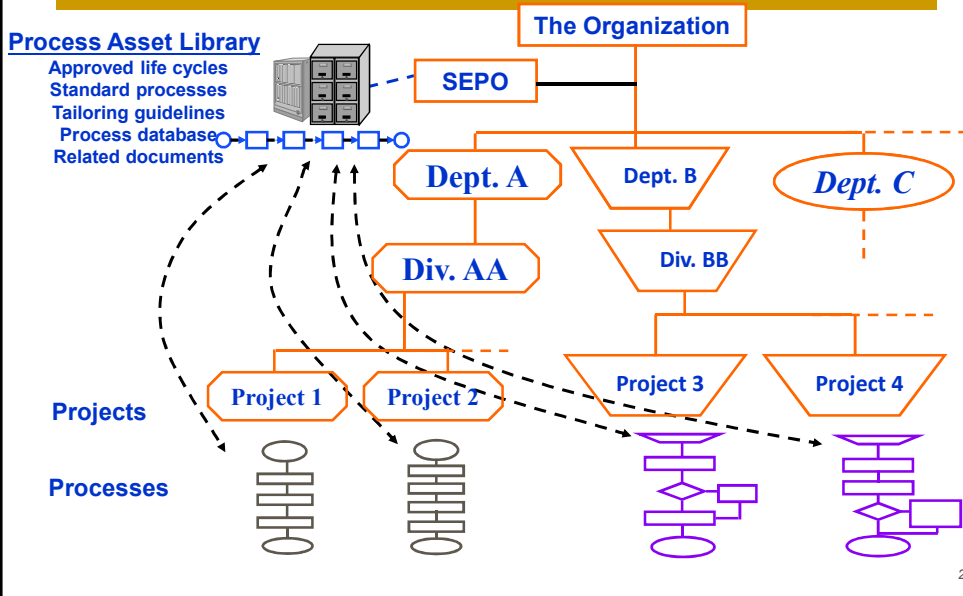 The Organization
Process Asset Library
Approved life cycles
Standard processes
Tailoring guidelines
Process database
Related documents
SEPO
Dept. A
Dept. B
Dept. C
Div. AA
Div. BB
Project 1
Project 2
Project 3
Project 4
Projects
Processes
2